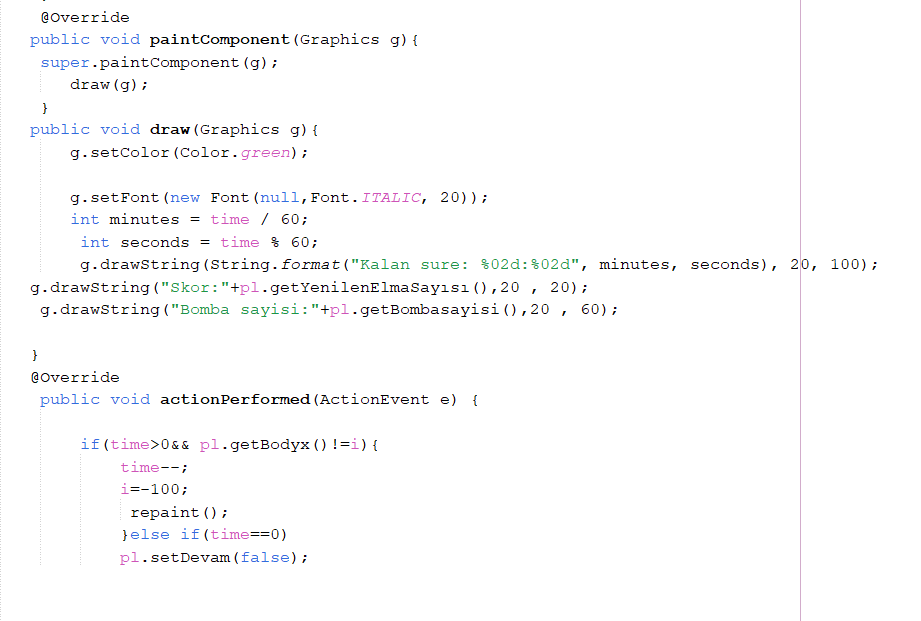 @Override
public void paintComponent(Graphics g){
super.paintComponent(g);
draw(g);
}
public void draw(Graphics g){
g.setColor(Color.green);
g.setFont(new Font(null,Font.ITALIC, 20));
int minutes = time / 60;
int seconds = time % 60;
g.drawString(String.format("Kalan sure: %02d:%02d", minutes, seconds), 20, 100);
g.drawString("Skor:"+pl.getYenilenElmaSayısı(),20 , 20);
g.drawString("Bomba sayisi:"+pl.getBombasayisi(),20 , 60);
}
@Override
public void actionPerformed(ActionEvent e) {
if(time>0&& pl.getBodyx()!=i){
time--;
i=-100;
repaint();
}else if(time==0)
pl.setDevam(false);